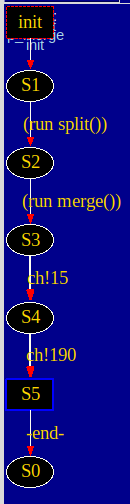 init
S1
(run split())
S2
(run merge())
S3
ch!15
S4
ch!190
S5
-end-
S0